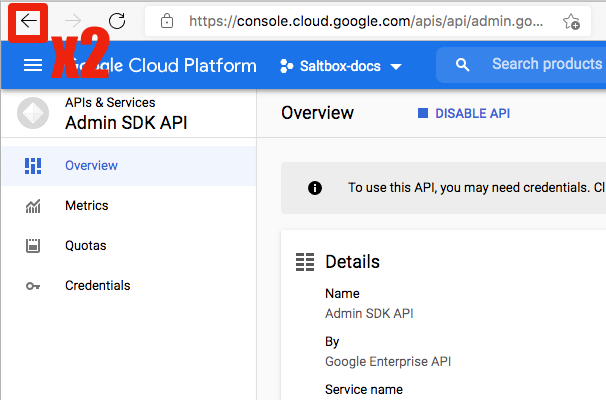 https://console.cloud.google.com/apis/api/admin.go...
x2
Google Cloud Platform
Saltbox-docs
Search products
APIs & Services
Admin SDK API
Overview
DISABLE API
Overview
Metrics
Quotas
Credentials
To use this API, you may need credentials. Cl
Details
Name
Admin SDK API
By
Google Enterprise API
Service name